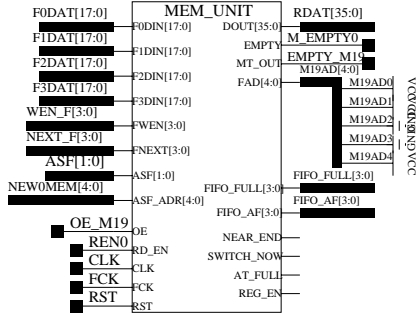 MEM_UNIT
F0DAT[17:0]
F0DIN[17:0]
F1DAT[17:0]
F1DIN[17:0]
F2DAT[17:0]
F2DIN[17:0]
F3DAT[17:0]
F3DIN[17:0]
WEN_F[3:0]
FWEN[3:0]
NEXT_F[3:0]
FNEXT[3:0]
ASF[1:0]
ASF[1:0]
NEW0MEM[4:0]
ASF_ADR[4:0]
OE_M19
OE
REN0
RD_EN
CLK
CLK
FCK
FCK
RST
RST
DOUT[35:0]
RDAT[35:0]
EMPTY
M_EMPTY0
MT_OUT
EMPTY_M19
FAD[4:0]
M19AD[4:0]
M19AD0
M19AD1
M19AD2
M19AD3
M19AD4
VCC
VCC
FIFO_FULL[3:0]
FIFO_FULL[3:0]
FIFO_AF[3:0]
FIFO_AF[3:0]
NEAR_END
SWITCH_NOW
AT_FULL
REG_EN